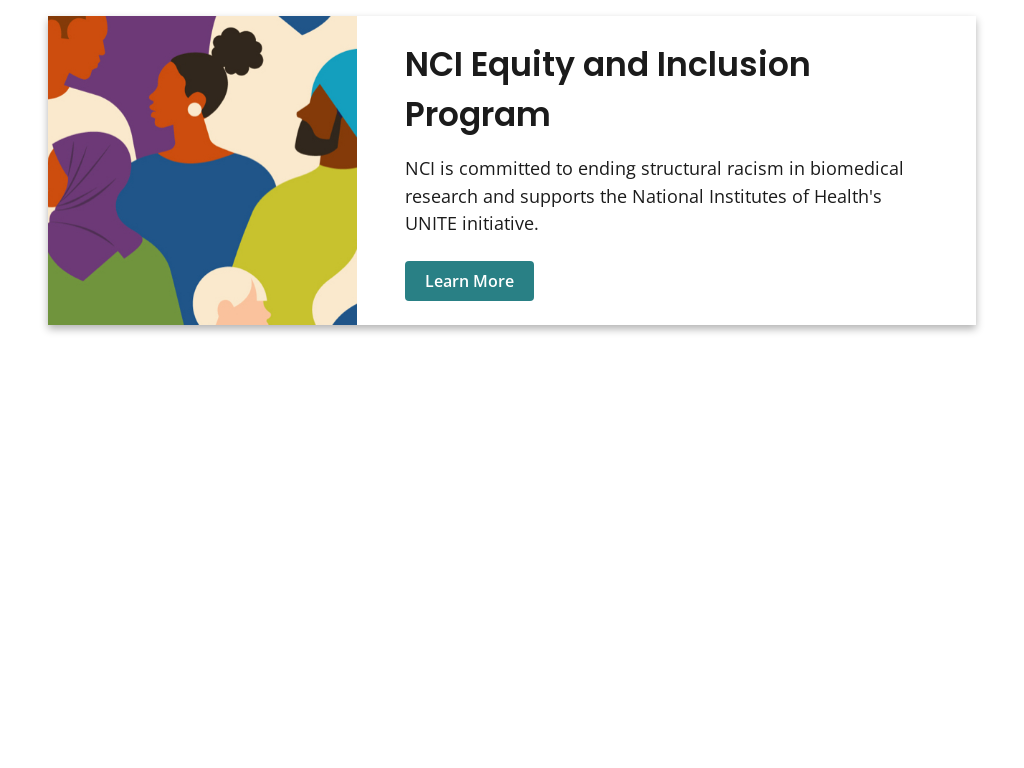 NCI Equity and Inclusion
Program
NCI is committed to ending structural racism in biomedical
research and supports the National Institutes of Health's
UNITE initiative.
Learn More